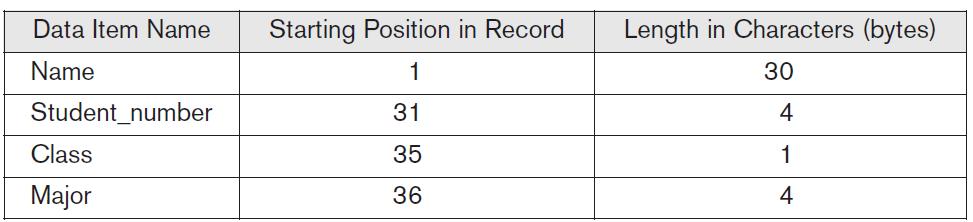 Data Item Name Starting Position in Record Length in Characters (bytes)
Name 1 30
Student_number 31 4
Class 35 1
Major 36 4